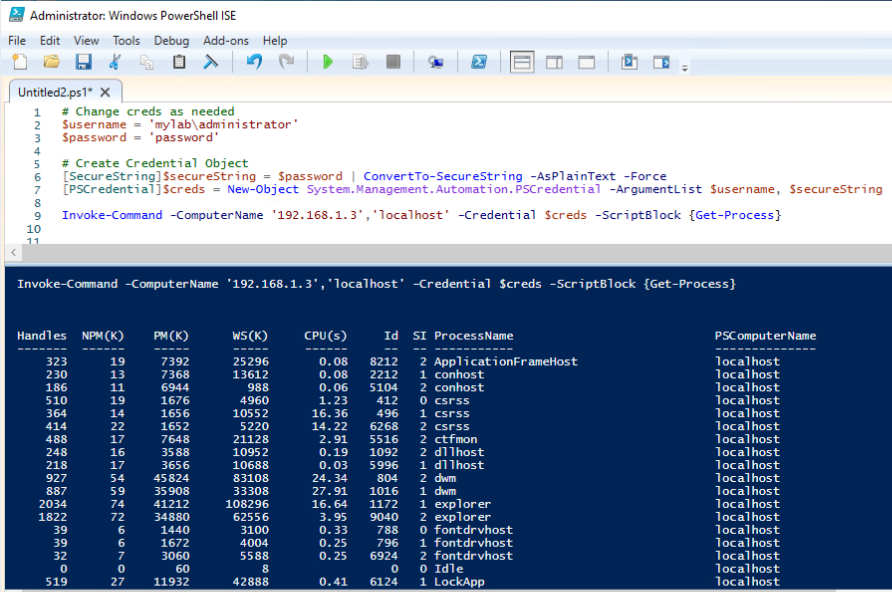 Administrator: Windows PowerShell ISE
File Edit View Tools Debug Add-ons Help
Untitled2.ps1* X
1 # Change creds as needed
2 $username = 'mylab\administrator'
3 $password = 'password'
4
5 # Create Credential Object
6 [SecureString]$secureString = $password | ConvertTo-SecureString -AsPlainText -Force
7 [PSCredential]$creds = New-Object System.Management.Automation.PSCredential -ArgumentList $username, $secureString
8
9 Invoke-Command -ComputerName '192.168.1.3','localhost' -Credential $creds -ScriptBlock {Get-Process}
10
11
Invoke-Command -ComputerName '192.168.1.3','localhost' -Credential $creds -ScriptBlock {Get-Process}
Handles NPM(K) PM(K) WS(K) CPU(s) Id SI ProcessName PSComputerName
------- ------ ----- ----- ------ -- -- ----------- --------------
323 19 7392 25296 0.08 8212 2 ApplicationFrameHost localhost
230 13 7368 13612 0.08 2212 1 conhost localhost
186 11 6944 988 0.06 5104 2 conhost localhost
510 19 1676 4960 1.23 412 0 csrss localhost
364 14 1656 10552 16.36 496 1 csrss localhost
414 22 1652 5220 14.22 6268 2 csrss localhost
488 17 7648 21128 2.91 5516 2 ctfmon localhost
248 16 3588 10952 0.19 1092 2 dllhost localhost
218 17 3656 10688 0.03 5996 1 dllhost localhost
927 54 45824 83108 24.34 804 2 dwm localhost
887 59 35908 33308 27.91 1016 1 dwm localhost
2034 74 41212 108296 16.64 1172 1 explorer localhost
1822 72 34880 62556 3.95 9040 2 explorer localhost
39 6 1440 3100 0.33 788 0 fontdrvhost localhost
39 6 1672 4004 0.25 796 1 fontdrvhost localhost
32 7 3060 5588 0.25 6924 2 fontdrvhost localhost
0 0 60 8 0 0 Idle localhost
519 27 11932 42888 0.41 6124 1 LockApp localhost